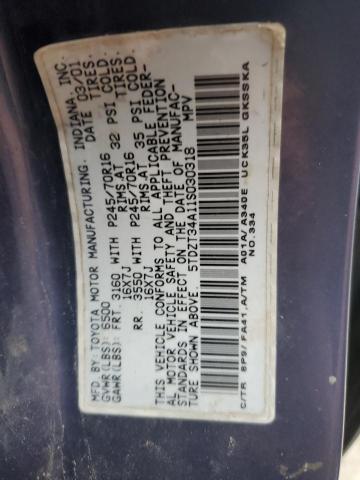 MFD. BY: TOYOTA MOTOR MANUFACTURING. INDIANA, INC.
GVWR (LBS): 6500 DATE 03/01
GAWR (LBS): FRT. 3160 WITH P245/70R16 TIRES.
16X7J RIMS.AT 32 PSI COLD.
RR. 3550 WITH P245/70R16 TIRES.
16X7J RIMS.AT 35 PSI COLD.
THIS VEHICLE CONFORMS TO ALL APPLICABLE FEDER-
AL MOTOR VEHICLE SAFETY AND THEFT PREVENTION
STANDARDS IN EFFECT ON THE DATE OF MANUFAC-
TURE SHOWN ABOVE. 5TDZT34A11S030318 MPV
C/TR 8P9/ FA41.A/TM A01A/ A340E UCK35L GKSSKA
NO.334